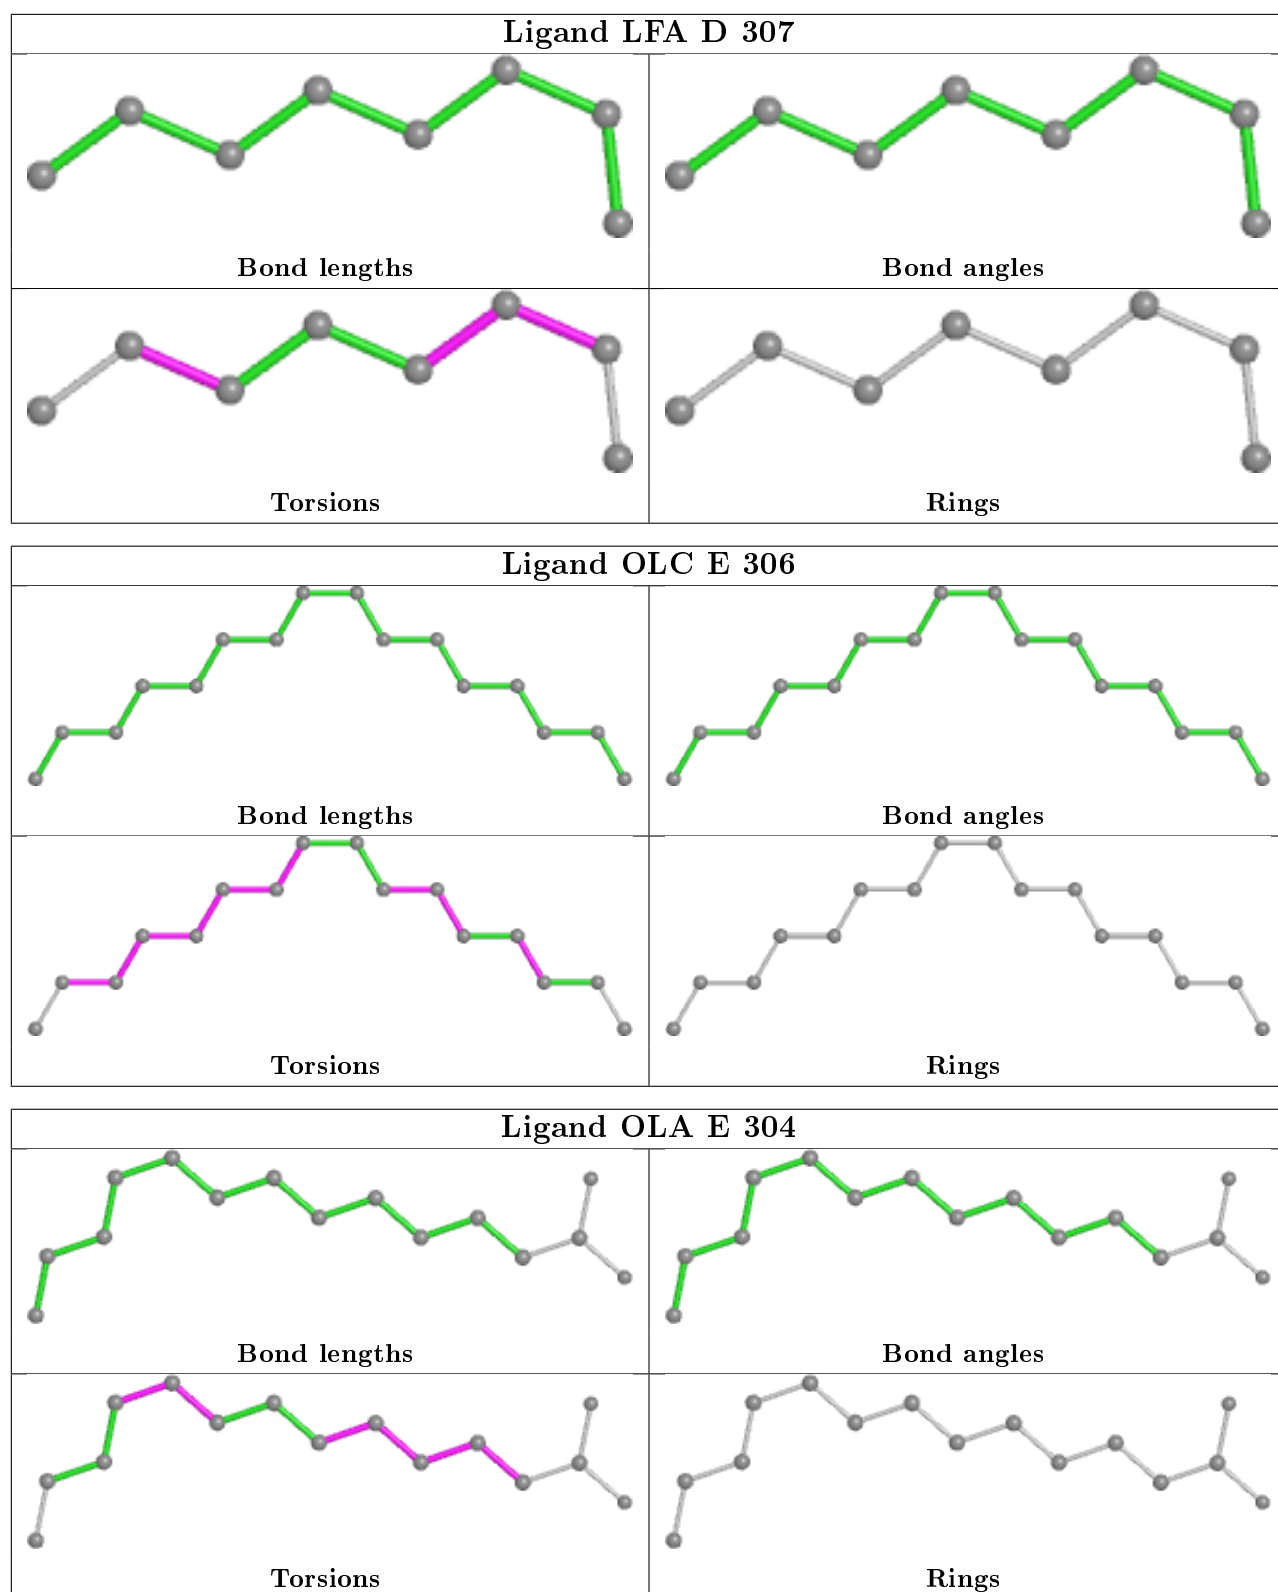 Ligand LFA D 307
Bond lengths
Bond angles
Torsions
Rings
Ligand OLC E 306
Bond lengths
Bond angles
Torsions
Rings
Ligand OLA E 304
Bond lengths
Bond angles
Torsions
Rings